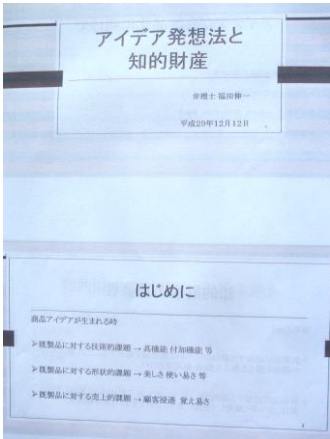 アイデア発想法と
知的財産
弁理士 福田伸一
平成29年12月12日
はじめに
商品アイデアが生まれる時
➢既製品に対する技術的課題 → 高機能 付加機能 等
➢既製品に対する形状的課題 → 美しさ 使い易さ 等
➢既製品に対する売上的課題 → 顧客浸透 覚え易さ